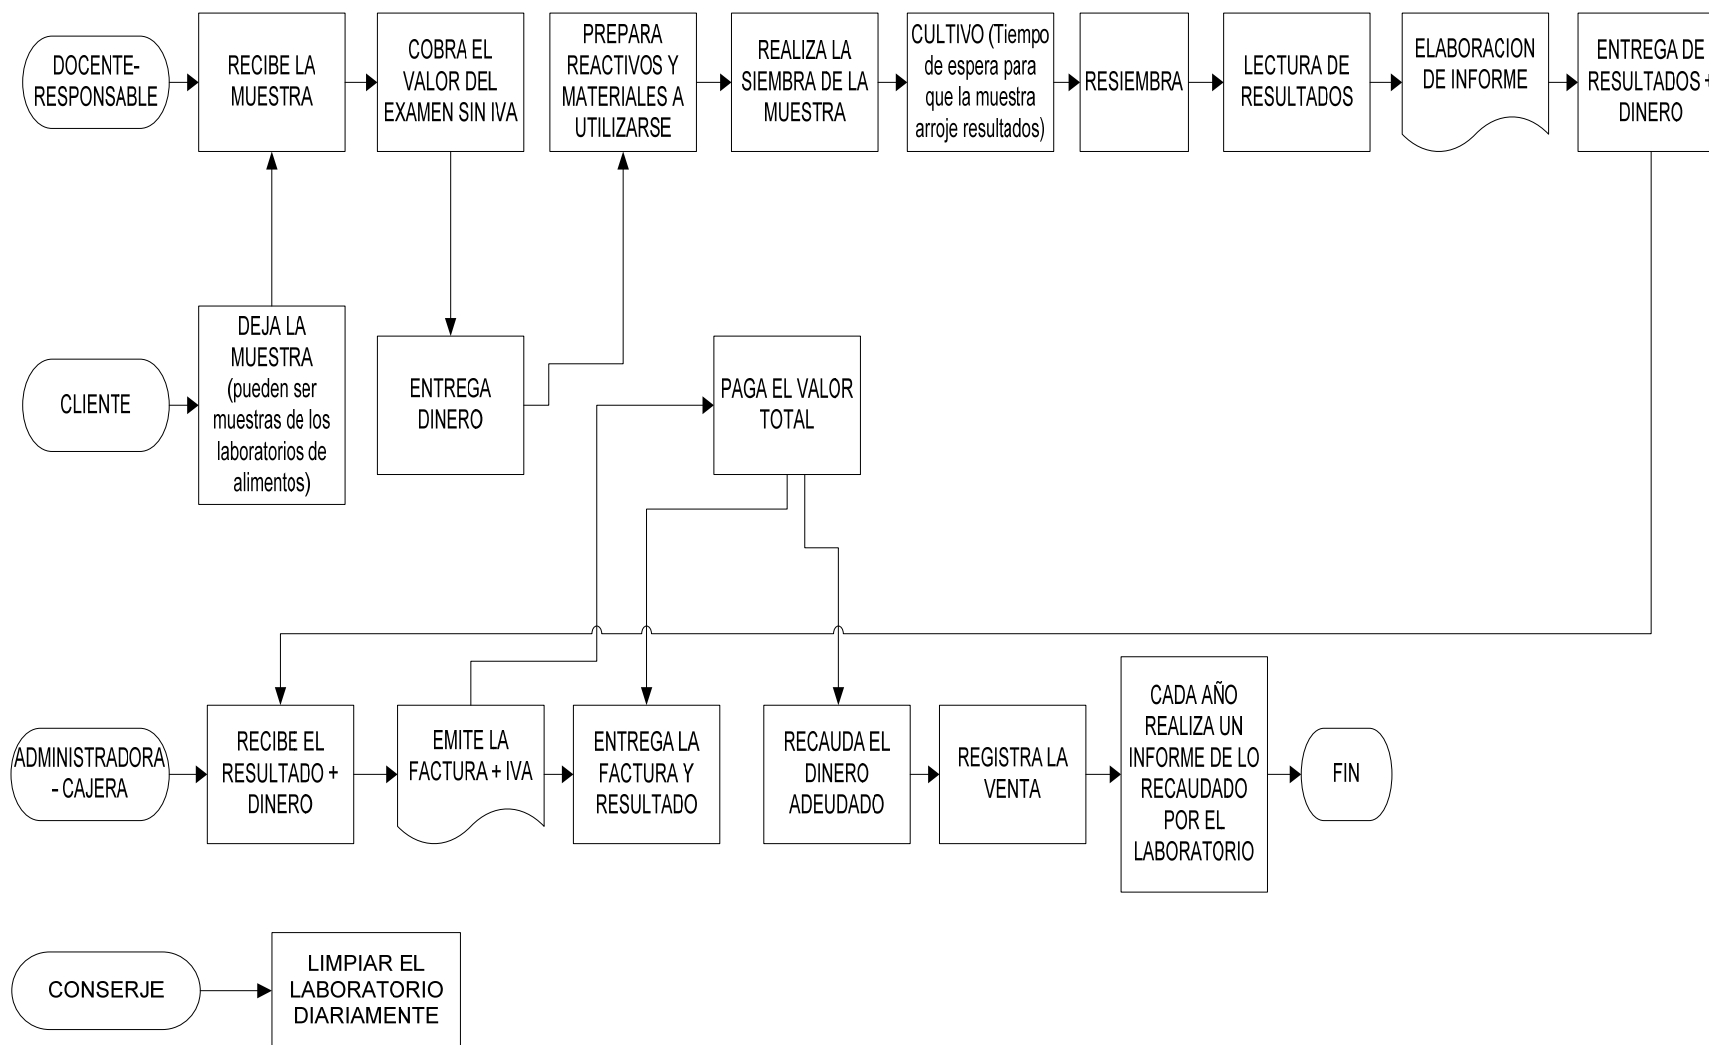 DOCENTE-
RESPONSABLE
RECIBE LA
MUESTRA
COBRA EL
VALOR DEL
EXAMEN SIN IVA
PREPARA
REACTIVOS Y
MATERIALES A
UTILIZARSE
REALIZA LA
SIEMBRA DE LA
MUESTRA
CULTIVO (Tiempo
de espera para
que la muestra
arroje resultados)
RESIEMBRA
LECTURA DE
RESULTADOS
ELABORACION
DE INFORME
ENTREGA DE
RESULTADOS +
DINERO
CLIENTE
DEJA LA
MUESTRA
(pueden ser
muestras de los
laboratorios de
alimentos)
ENTREGA
DINERO
PAGA EL VALOR
TOTAL
ADMINISTRADORA
- CAJERA
RECIBE EL
RESULTADO +
DINERO
EMITE LA
FACTURA + IVA
ENTREGA LA
FACTURA Y
RESULTADO
RECAUDA EL
DINERO
ADEUDADO
REGISTRA LA
VENTA
CADA AÑO
REALIZA UN
INFORME DE LO
RECAUDADO
POR EL
LABORATORIO
FIN
CONSERJE
LIMPIAR EL
LABORATORIO
DIARIAMENTE